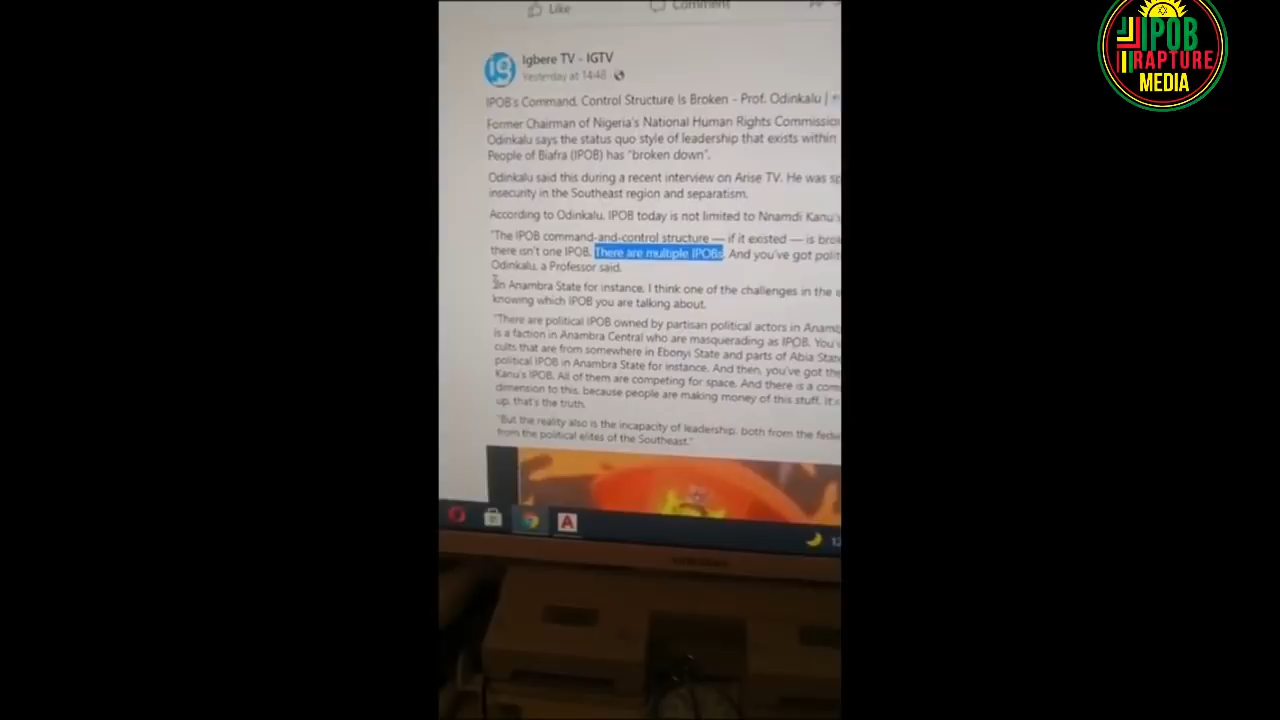 Like
Comment
Igbere TV - IGTV
Yesterday at 14:48
IPOB's Command, Control Structure Is Broken - Prof. Odinkalu |
Former Chairman of Nigeria's National Human Rights Commission
Odinkalu says the status quo style of leadership that exists within
People of Biafra (IPOB) has "broken down".
Odinkalu said this during a recent interview on Arise TV. He was sp
insecurity in the Southeast region and separatism.
According to Odinkalu, IPOB today is not limited to Nnamdi Kanu's
"The IPOB command-and-control structure — if it existed — is brok
there isn't one IPOB. There are multiple IPOBs. And you've got polit
Odinkalu, a Professor said.
"In Anambra State for instance, I think one of the challenges in the
knowing which IPOB you are talking about.
"There are political IPOB owned by partisan political actors in Anamb
is a faction in Anambra Central who are masquerading as IPOB. You'
cults that are from somewhere in Ebonyi State and parts of Abia State
political IPOB in Anambra State for instance. And then, you've got the
Kanu's IPOB. All of them are competing for space. And there is a com
dimension to this, because people are making money of this stuff. It's
up, that's the truth.
"But the reality also is the incapacity of leadership, both from the fede
from the political elites of the Southeast."
A
12
IPOB
RAPTURE
MEDIA